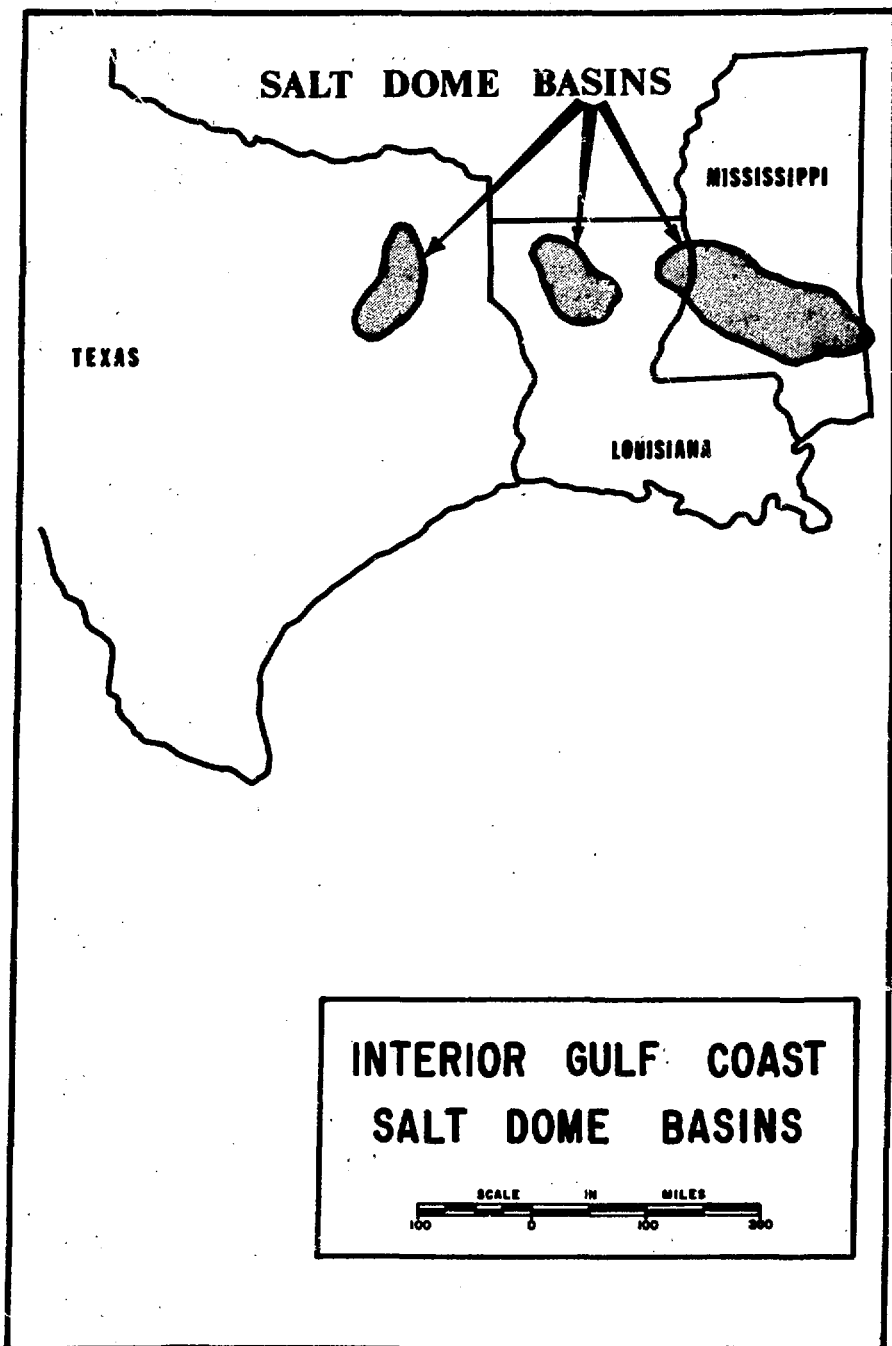 SALT DOME BASINS
MISSISSIPPI
TEXAS
LOUISIANA
INTERIOR GULF COAST
SALT DOME BASINS
SCALE IN MILES
100 0 100 200